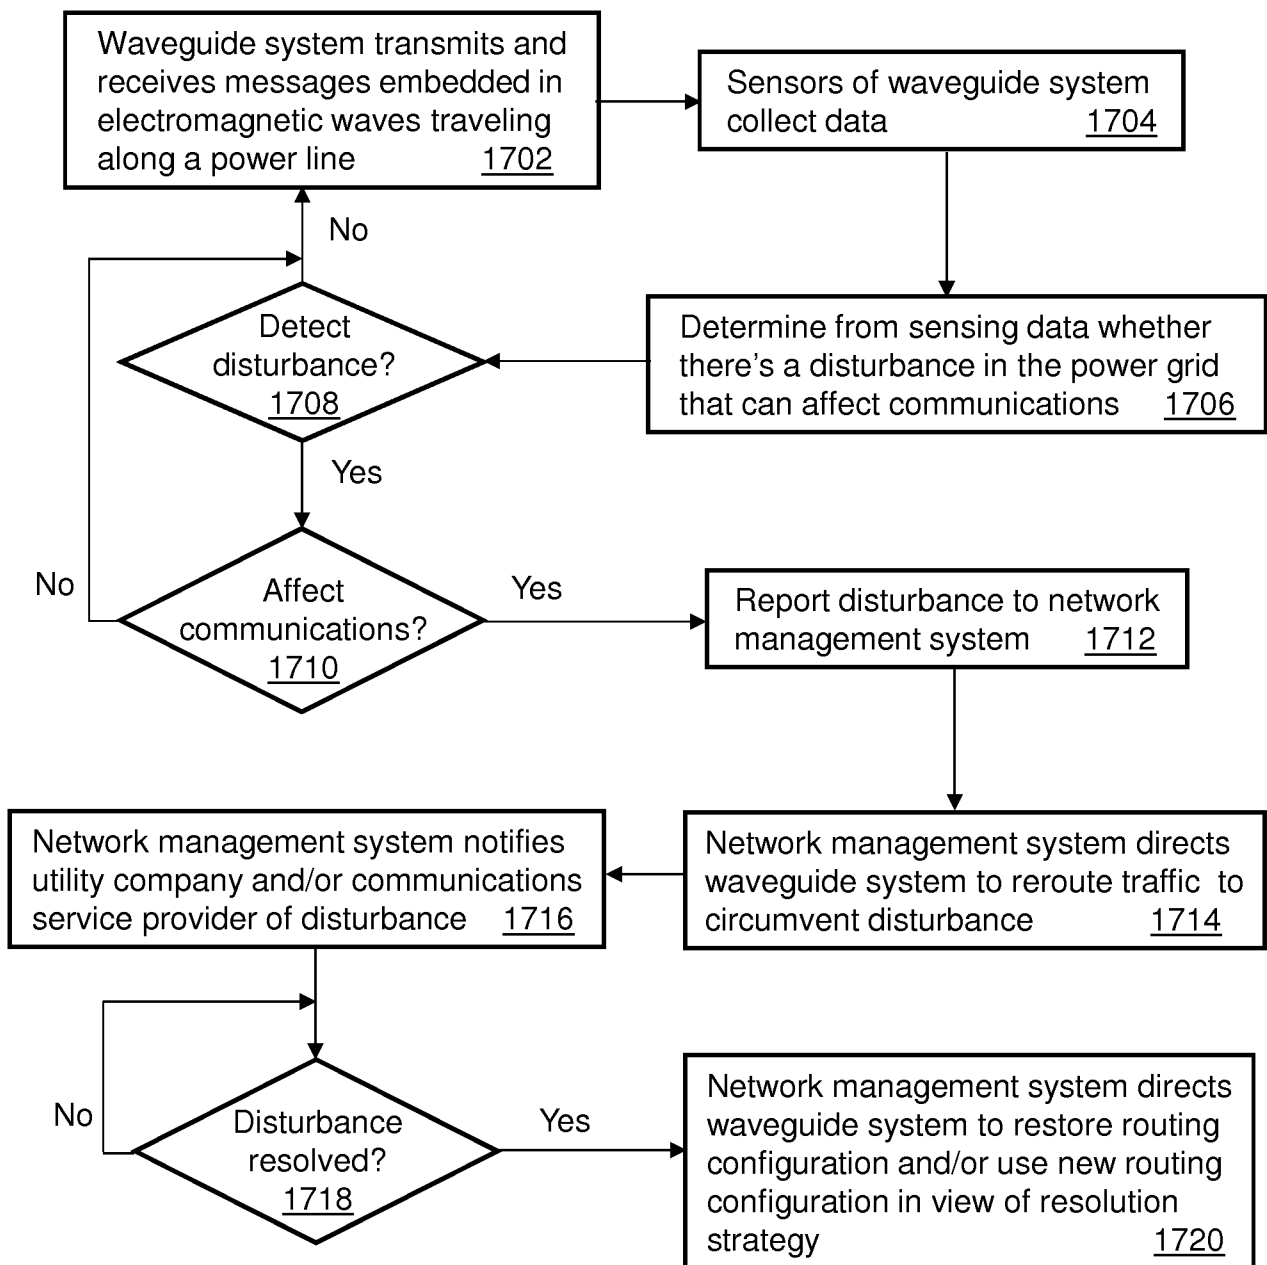 Waveguide system transmits and
receives messages embedded in
electromagnetic waves traveling
along a power line 1702
Sensors of waveguide system
collect data 1704
No
Detect
disturbance?
1708
Determine from sensing data whether
there's a disturbance in the power grid
that can affect communications 1706
Yes
No
Affect
communications?
1710
Yes
Report disturbance to network
management system 1712
Network management system notifies
utility company and/or communications
service provider of disturbance 1716
Network management system directs
waveguide system to reroute traffic to
circumvent disturbance 1714
No
Disturbance
resolved?
1718
Yes
Network management system directs
waveguide system to restore routing
configuration and/or use new routing
configuration in view of resolution
strategy 1720